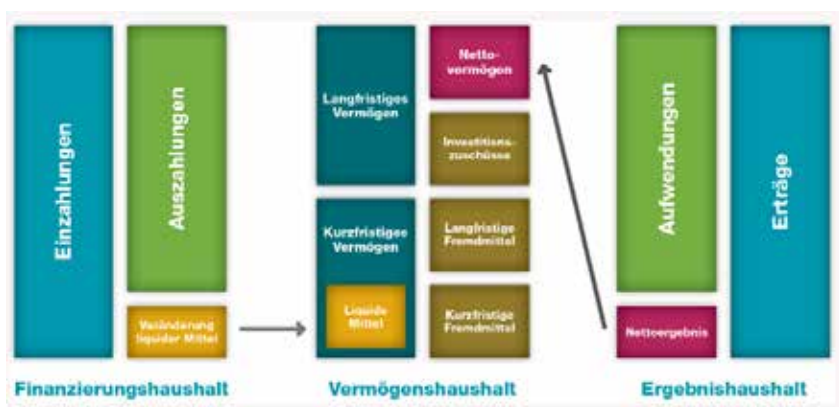 Einzahlungen
Auszahlungen
Veränderung
liquider Mittel
Finanzierungshaushalt
Langfristiges
Vermögen
Kurzfristiges
Vermögen
Liquide
Mittel
Netto-
vermögen
Investitions-
zuschüsse
Langfristige
Fremdmittel
Kurzfristige
Fremdmittel
Vermögenshaushalt
Aufwendungen
Nettoergebnis
Erträge
Ergebnishaushalt